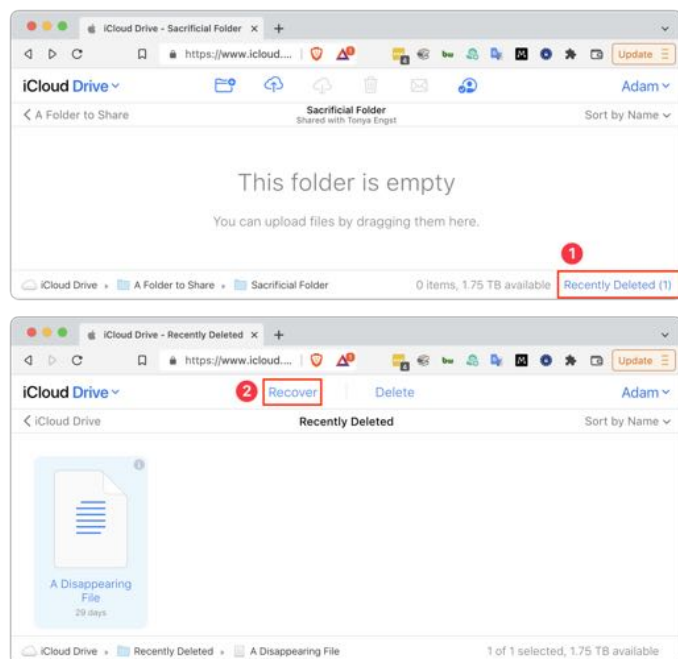 iCloud Drive - Sacrificial Folder
https://www.icloud....
Update
iCloud Drive
Adam
A Folder to Share
Sacrificial Folder
Shared with Tonya Engst
Sort by Name
This folder is empty
You can upload files by dragging them here.
1
iCloud Drive
A Folder to Share
Sacrificial Folder
0 items, 1.75 TB available
Recently Deleted (1)
iCloud Drive - Recently Deleted
https://www.icloud....
Update
iCloud Drive
2
Recover
Delete
Adam
iCloud Drive
Recently Deleted
Sort by Name
A Disappearing
File
29 days
iCloud Drive
Recently Deleted
A Disappearing File
1 of 1 selected, 1.75 TB available